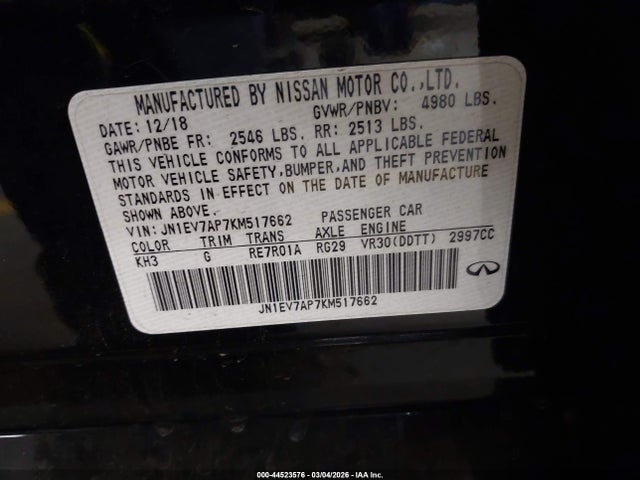 MANUFACTURED BY NISSAN MOTOR CO.,LTD.
DATE: 12/18 GVWR/PNBV: 4980 LBS.
GAWR/PNBE FR: 2546 LBS. RR: 2513 LBS.
THIS VEHICLE CONFORMS TO ALL APPLICABLE FEDERAL
MOTOR VEHICLE SAFETY, BUMPER, AND THEFT PREVENTION
STANDARDS IN EFFECT ON THE DATE OF MANUFACTURE
SHOWN ABOVE.
VIN: JN1EV7AP7KM517662 PASSENGER CAR
COLOR TRIM TRANS AXLE ENGINE
KH3 G RE7R01A RG29 VR30(DDTT) 2997CC
JN1EV7AP7KM517662
000-44523576 - 03/04/2026 - IAA Inc.